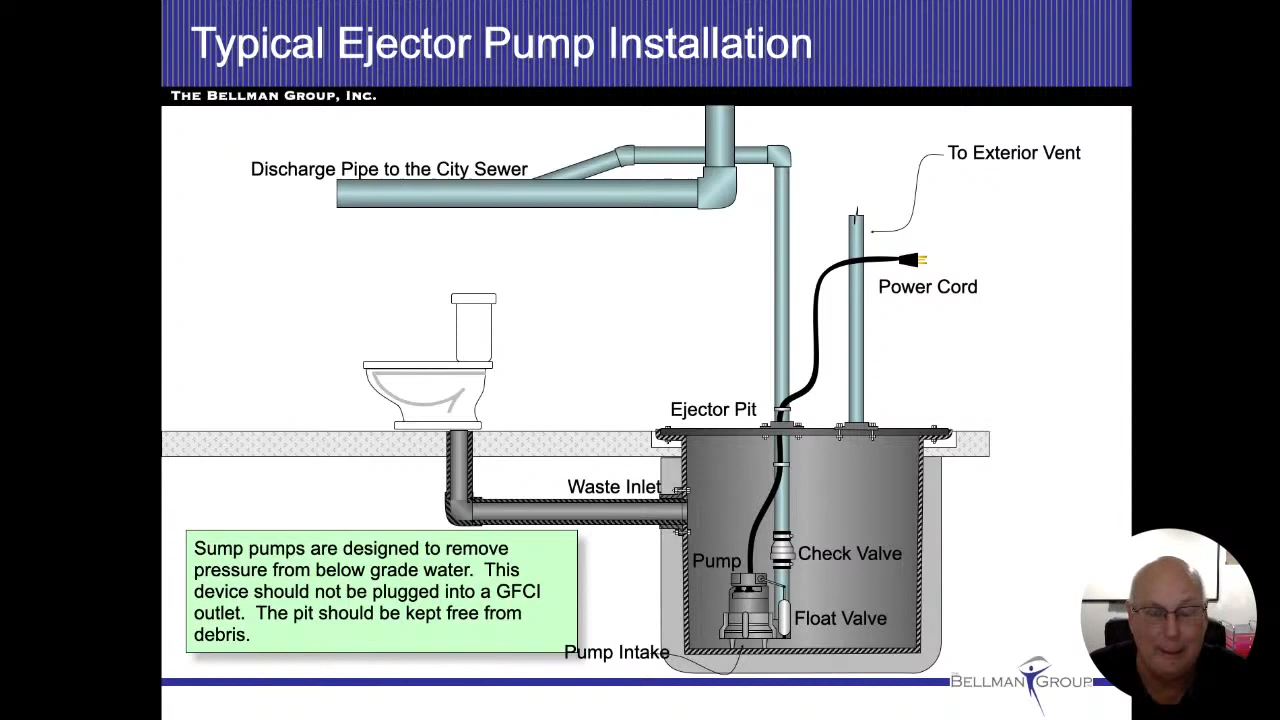 Typical Ejector Pump Installation
THE BELLMAN GROUP, INC.
To Exterior Vent
Discharge Pipe to the City Sewer
Power Cord
Ejector Pit
Waste Inlet
Check Valve
Pump
Float Valve
Pump Intake
Sump pumps are designed to remove
pressure from below grade water. This
device should not be plugged into a GFCI
outlet. The pit should be kept free from
debris.
THE BELLMAN GROUP